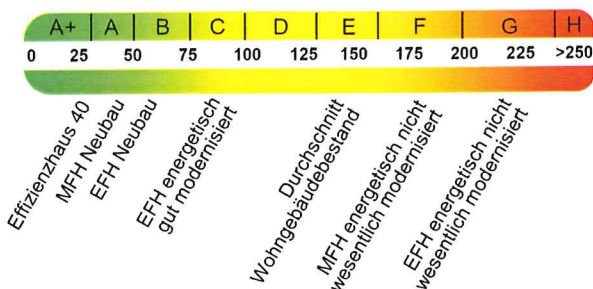 A+ A B C D E F G H
0 25 50 75 100 125 150 175 200 225 >250
Effizienzhaus 40
MFH Neubau
EFH Neubau
EFH energetisch
gut modernisiert
Durchschnitt
Wohngebäudebestand
MFH energetisch nicht
wesentlich modernisiert
EFH energetisch nicht
wesentlich modernisiert